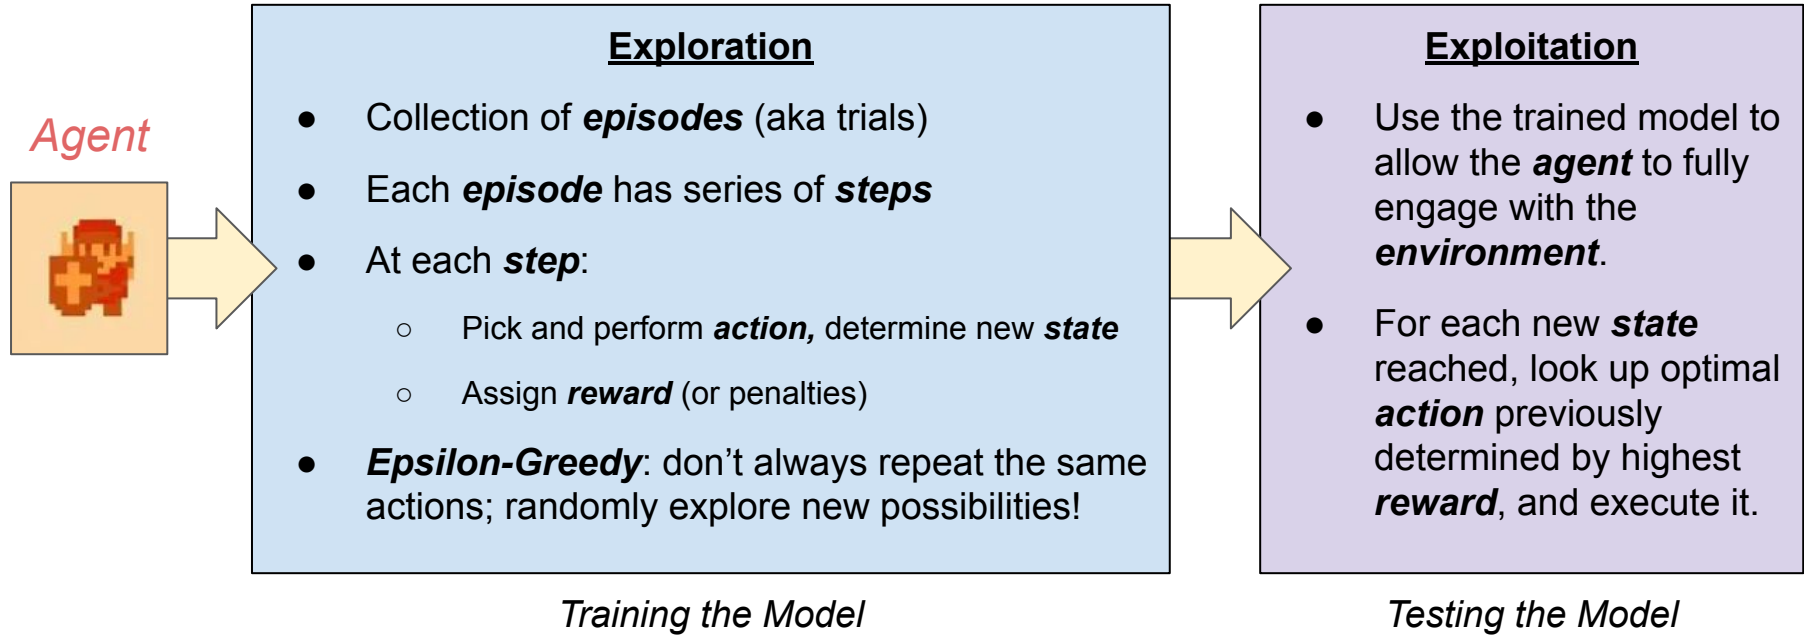 Agent
Exploration
● Collection of episodes (aka trials)
● Each episode has series of steps
● At each step:
○ Pick and perform action, determine new state
○ Assign reward (or penalties)
● Epsilon-Greedy: don’t always repeat the same
actions; randomly explore new possibilities!
Training the Model
Exploitation
● Use the trained model to
allow the agent to fully
engage with the
environment.
● For each new state
reached, look up optimal
action previously
determined by highest
reward, and execute it.
Testing the Model